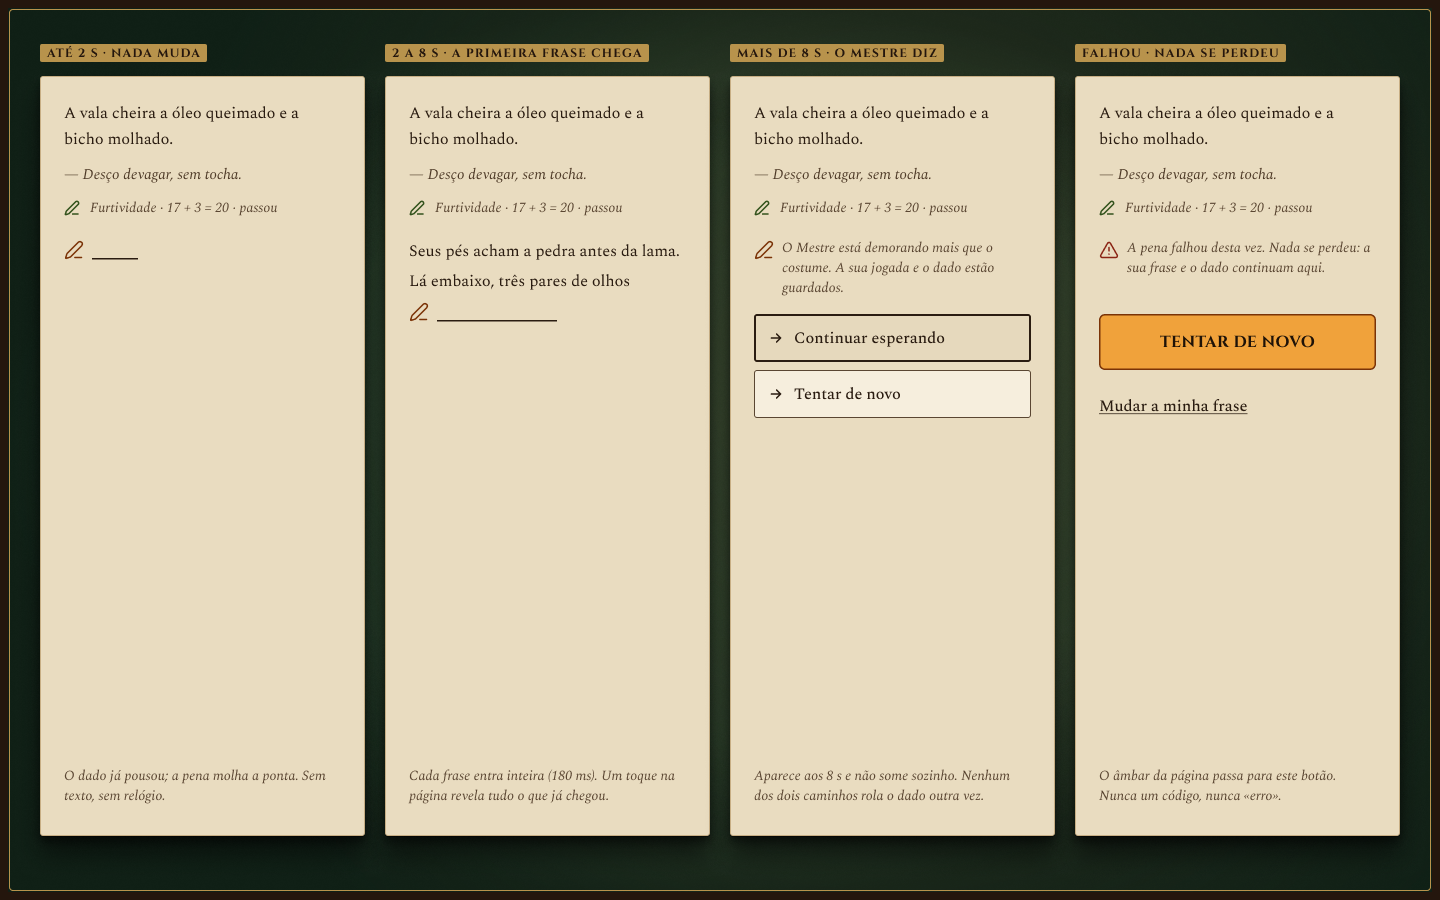 ATÉ 2 S · NADA MUDA
A vala cheira a óleo queimado e a
bicho molhado.
— Desço devagar, sem tocha.
Furtividade · 17 + 3 = 20 · passou
O dado já pousou; a pena molha a ponta. Sem
texto, sem relógio.
2 A 8 S · A PRIMEIRA FRASE CHEGA
A vala cheira a óleo queimado e a
bicho molhado.
— Desço devagar, sem tocha.
Furtividade · 17 + 3 = 20 · passou
Seus pés acham a pedra antes da lama.
Lá embaixo, três pares de olhos
Cada frase entra inteira (180 ms). Um toque na
página revela tudo o que já chegou.
MAIS DE 8 S · O MESTRE DIZ
A vala cheira a óleo queimado e a
bicho molhado.
— Desço devagar, sem tocha.
Furtividade · 17 + 3 = 20 · passou
O Mestre está demorando mais que o
costume. A sua jogada e o dado estão
guardados.
→ Continuar esperando
→ Tentar de novo
Aparece aos 8 s e não some sozinho. Nenhum
dos dois caminhos rola o dado outra vez.
FALHOU · NADA SE PERDEU
A vala cheira a óleo queimado e a
bicho molhado.
— Desço devagar, sem tocha.
Furtividade · 17 + 3 = 20 · passou
A pena falhou desta vez. Nada se perdeu: a
sua frase e o dado continuam aqui.
TENTAR DE NOVO
Mudar a minha frase
O âmbar da página passa para este botão.
Nunca um código, nunca «erro».